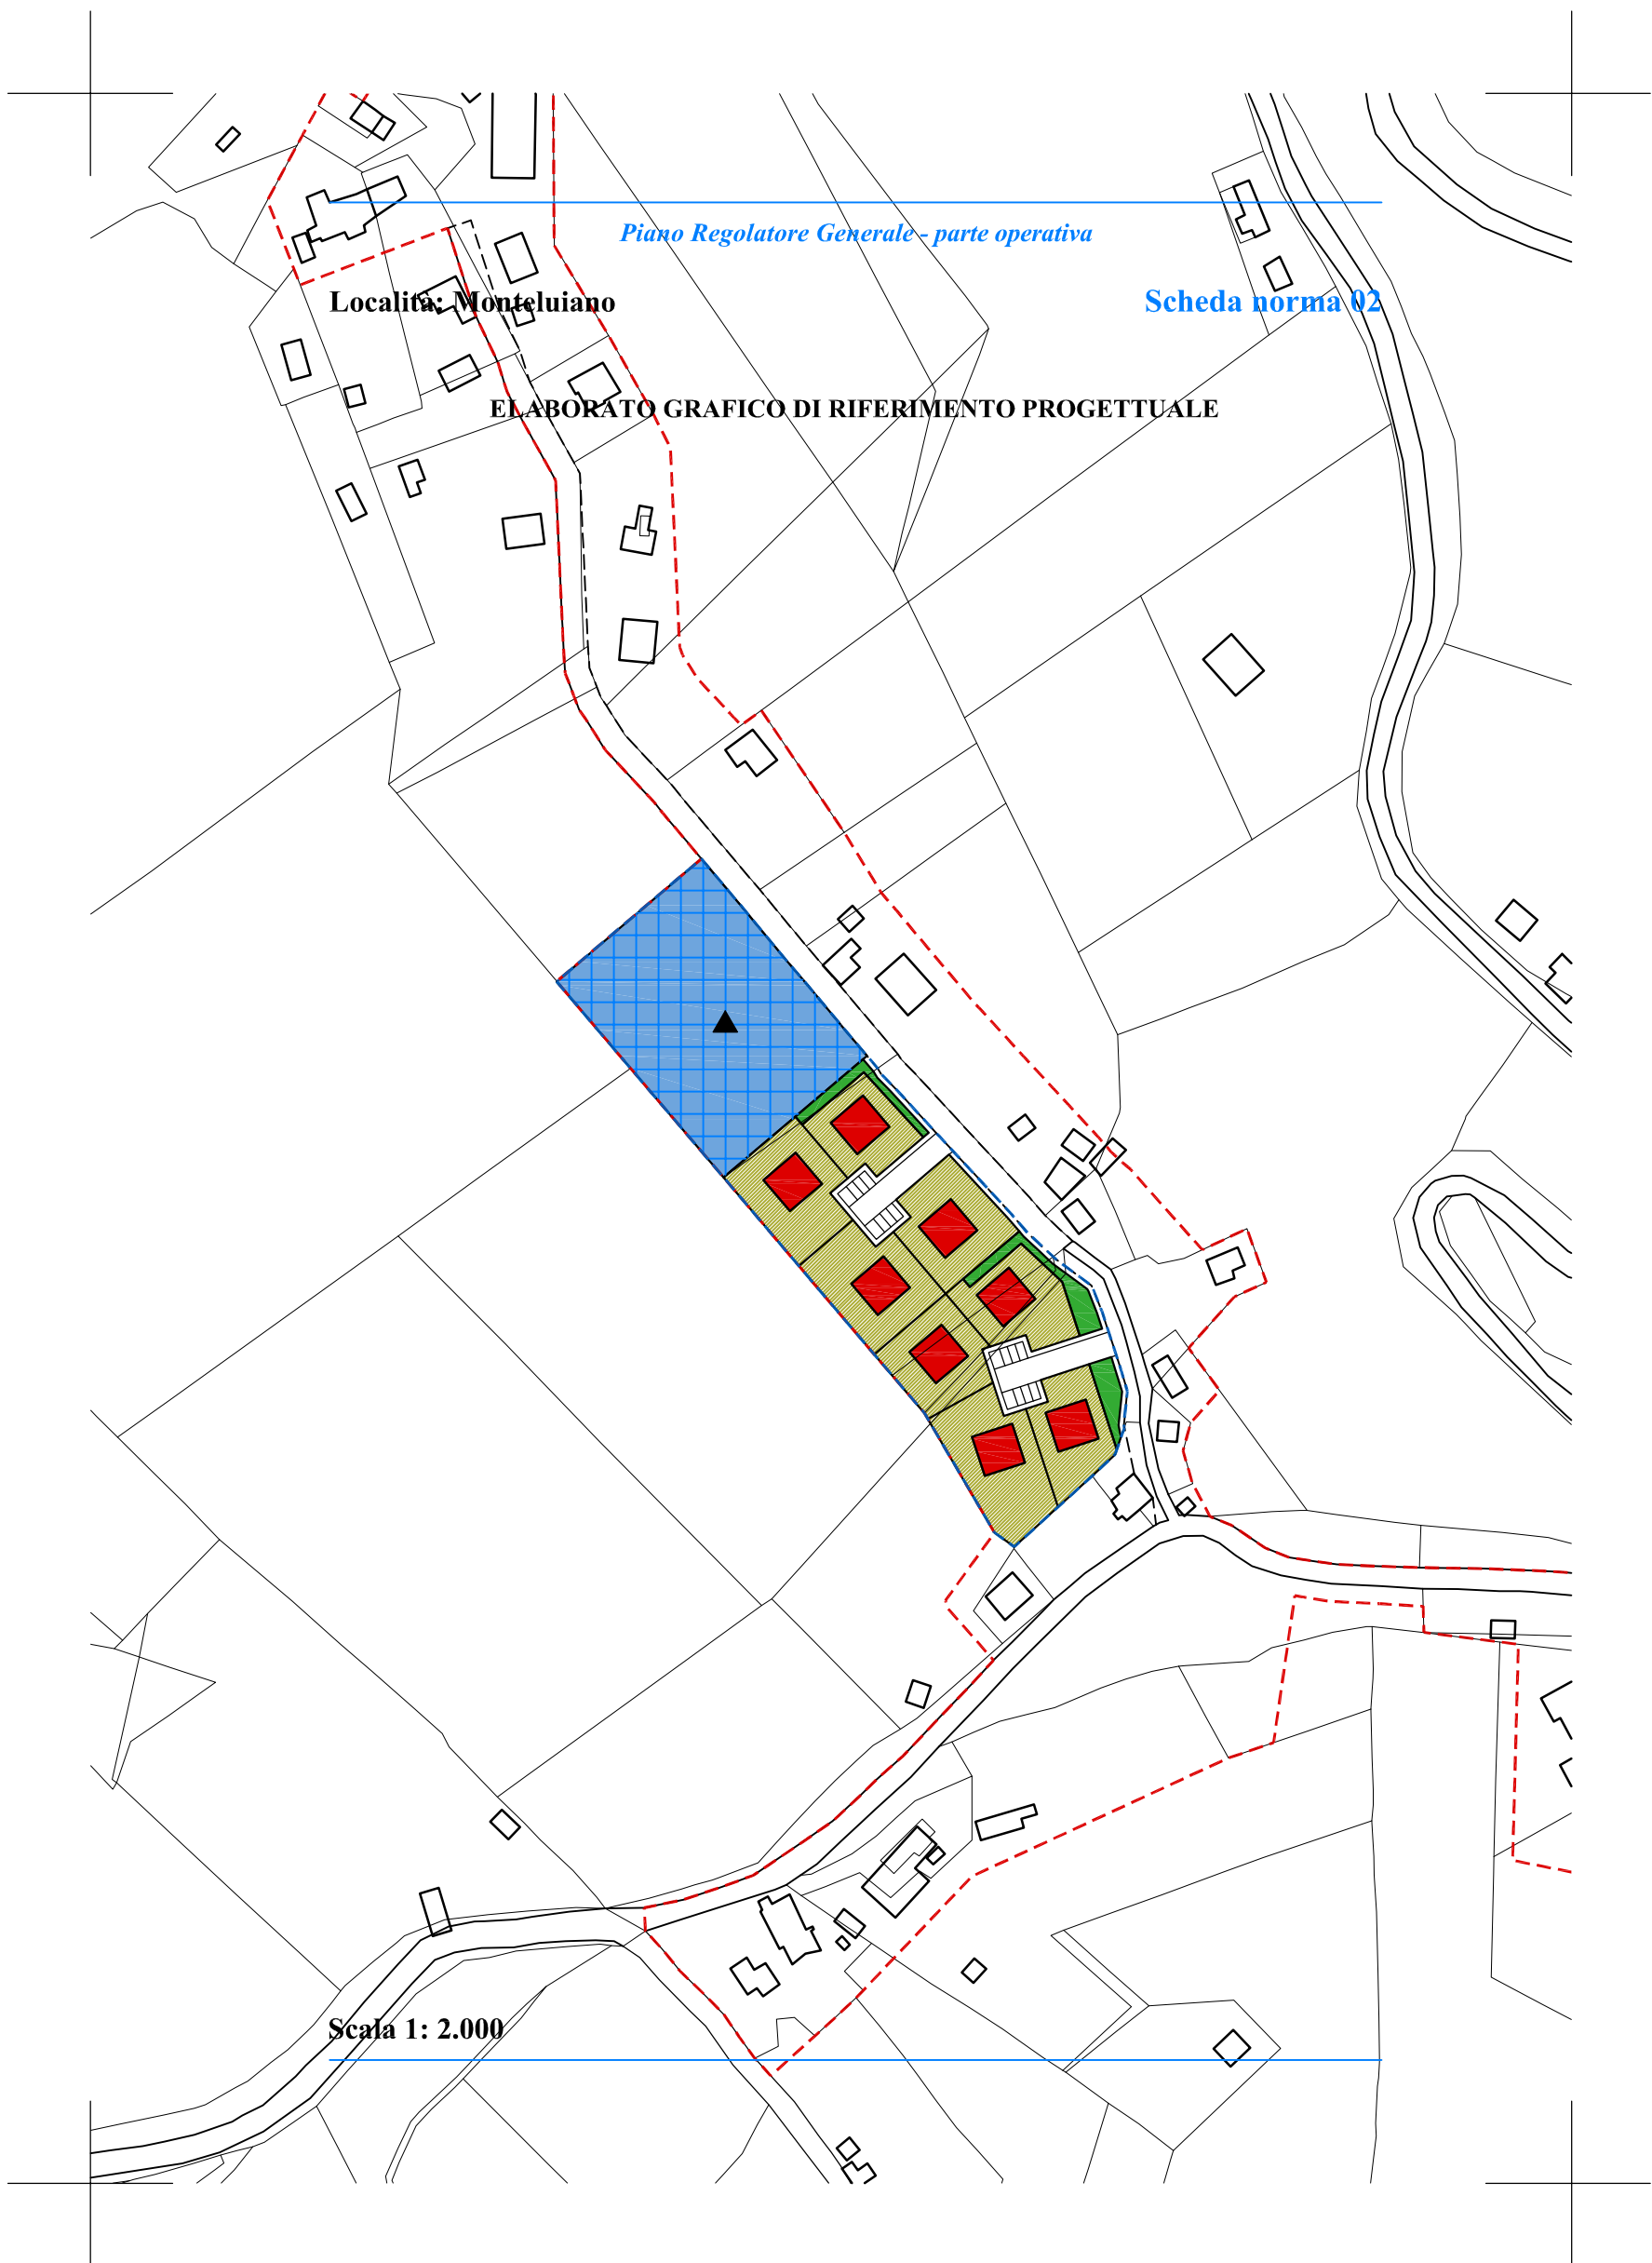 Piano Regolatore Generale - parte operativa
Località: Monteluiano
Scheda norma 02
ELABORATO GRAFICO DI RIFERIMENTO PROGETTUALE
Scala 1: 2.000